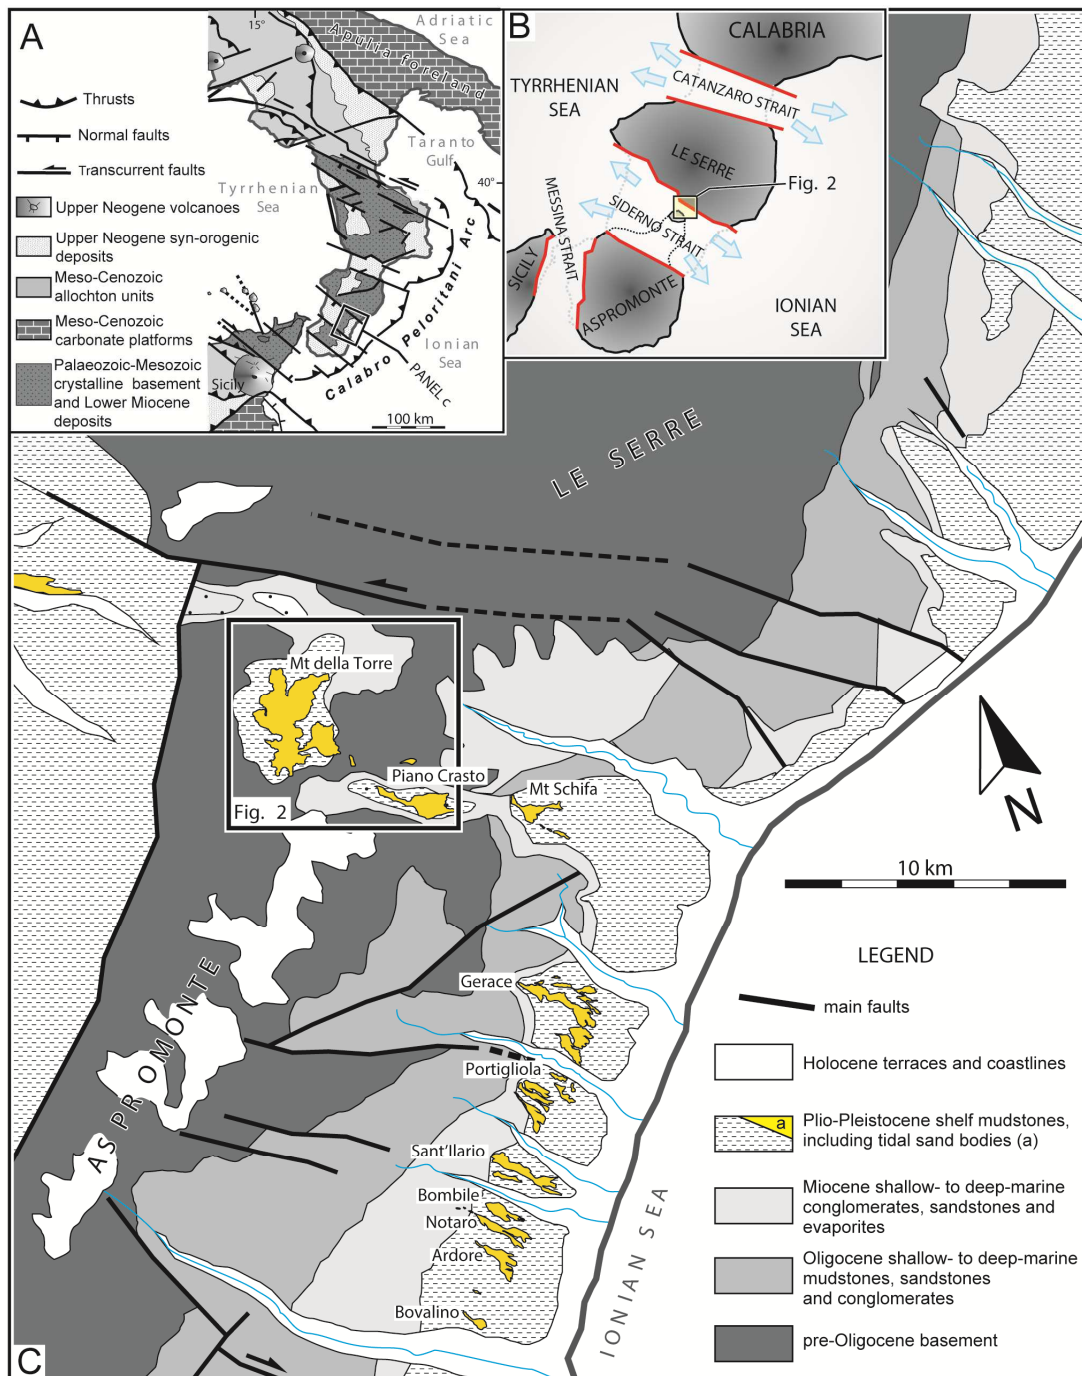 A
15°
Adriatic
Sea
Apulia foreland
Thrusts
Normal faults
Transcurrent faults
Taranto
Gulf
40°
Tyrrhenian
Sea
Upper Neogene volcanoes
Upper Neogene syn-orogenic
deposits
Meso-Cenozoic
allochton units
Meso-Cenozoic
carbonate platforms
Palaeozoic-Mesozoic
crystalline basement
and Lower Miocene
deposits
Calabro Peloritani Arc
Ionian
Sea
PANEL C
Sicily
100 km
B
CALABRIA
TYRRHENIAN
SEA
CATANZARO STRAIT
LE SERRE
Fig. 2
MESSINA STRAIT
SIDERNO STRAIT
SICILY
ASPROMONTE
IONIAN
SEA
LE SERRE
Mt della Torre
Piano Crasto
Fig. 2
Mt Schifa
N
10 km
ASPROMONTE
Gerace
Portigliola
Sant'Ilario
Bombile
Notaro
Ardore
Bovalino
IONIAN SEA
LEGEND
main faults
Holocene terraces and coastlines
a
Plio-Pleistocene shelf mudstones,
including tidal sand bodies (a)
Miocene shallow- to deep-marine
conglomerates, sandstones and
evaporites
Oligocene shallow- to deep-marine
mudstones, sandstones
and conglomerates
pre-Oligocene basement
C